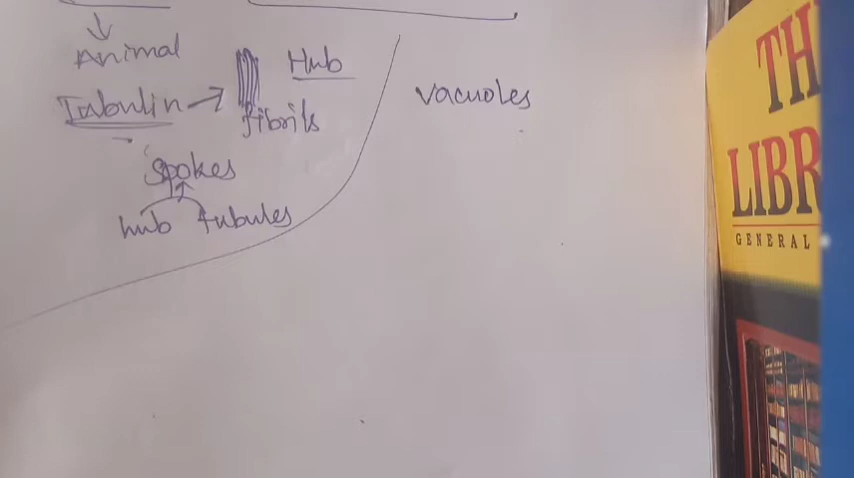 Animal
Tubulin → Hub
fibrils
Spokes
hub tubules
Vacuoles
TH
LIBR
GENERAL